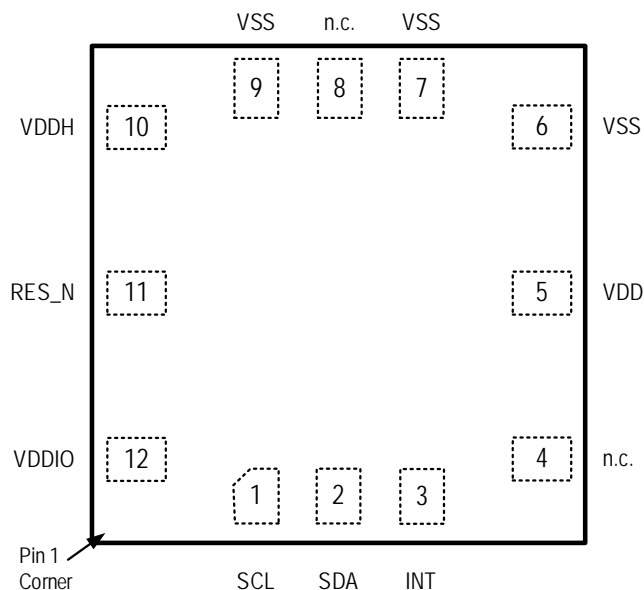 VSS n.c. VSS
9 8 7
VDDH 10 6 VSS
RES_N 11 5 VDD
VDDIO 12 4 n.c.
1 2 3
Pin 1
Corner
SCL SDA INT